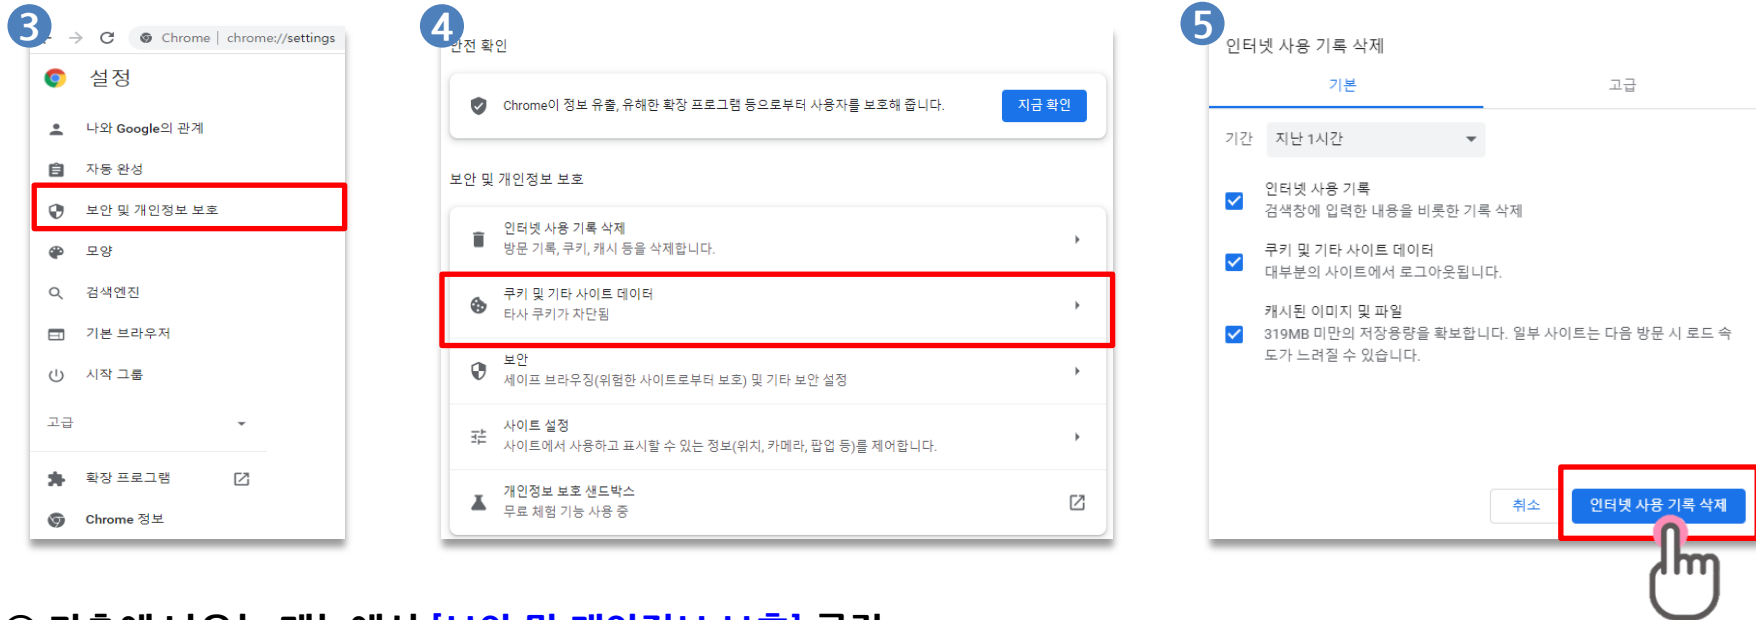 3
Chrome | chrome://settings
설정
나와 Google의 관계
자동 완성
보안 및 개인정보 보호
모양
검색엔진
기본 브라우저
시작 그룹
고급
확장 프로그램
Chrome 정보
4
안전 확인
Chrome이 정보 유출, 유해한 확장 프로그램 등으로부터 사용자를 보호해 줍니다.
지금 확인
보안 및 개인정보 보호
인터넷 사용 기록 삭제
방문 기록, 쿠키, 캐시 등을 삭제합니다.
쿠키 및 기타 사이트 데이터
타사 쿠키가 차단됨
보안
세이프 브라우징(위험한 사이트로부터 보호) 및 기타 보안 설정
사이트 설정
사이트에서 사용하고 표시할 수 있는 정보(위치, 카메라, 팝업 등)를 제어합니다.
개인정보 보호 샌드박스
무료 체험 기능 사용 중
5
인터넷 사용 기록 삭제
기본
고급
기간 지난 1시간
인터넷 사용 기록
검색창에 입력한 내용을 비롯한 기록 삭제
쿠키 및 기타 사이트 데이터
대부분의 사이트에서 로그아웃됩니다.
캐시된 이미지 및 파일
319MB 미만의 저장용량을 확보합니다. 일부 사이트는 다음 방문 시 로드 속
도가 느려질 수 있습니다.
취소
인터넷 사용 기록 삭제
메뉴에서 [보안 및 개인정보 보호] 클릭